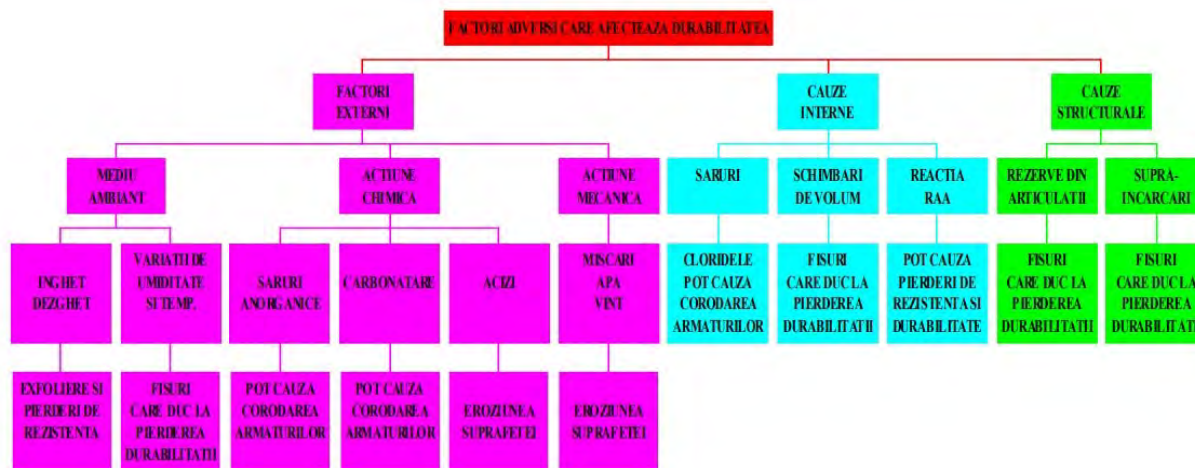 FACTORI ADVERSI CARE AFECTEAZA DURABILITATEA
FACTORI
EXTERNI
CAUZE
INTERNE
CAUZE
STRUCTURALE
MEDIU
AMBIANT
ACTIUNE
CHIMICA
ACTIUNE
MECANICA
SARURI
SCHIMBARI
DE VOLUM
REACTIA
RAA
REZERVE DIN
ARTICULATII
SUPRA-
INCARCARI
INGHET
DEZGHET
VARIATII DE
UMIDITATE
SI TEMP.
SARURI
ANORGANICE
CARBONATARE
ACIZI
MISCARI
APA
VINT
CLORIDELE
POT CAUZA
CORODAREA
ARMATURILOR
FISURI
CARE DUC LA
PIERDEREA
DURABILITATII
POT CAUZA
PIERDERI DE
REZISTENTA SI
DURABILITATE
FISURI
CARE DUC LA
PIERDEREA
DURABILITATII
FISURI
CARE DUC LA
PIERDEREA
DURABILITATII
EXFOLIERE SI
PIERDERI DE
REZISTENTA
FISURI
CARE DUC LA
PIERDEREA
DURABILITATII
POT CAUZA
CORODAREA
ARMATURILOR
POT CAUZA
CORODAREA
ARMATURILOR
EROZIUNEA
SUPRAFETEI
EROZIUNEA
SUPRAFETEI